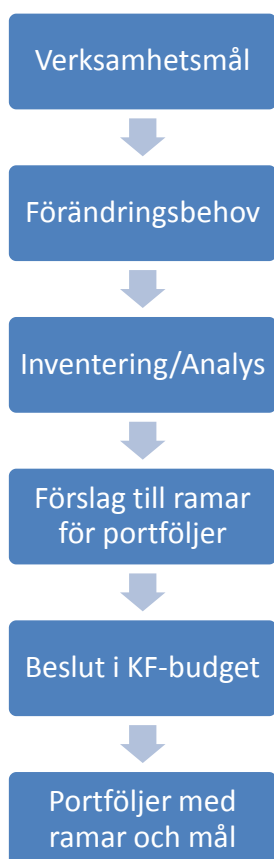 Verksamhetsmål
Förändringsbehov
Inventering/Analys
Förslag till ramar
för portföljer
Beslut i KF-budget
Portföljer med
ramar och mål